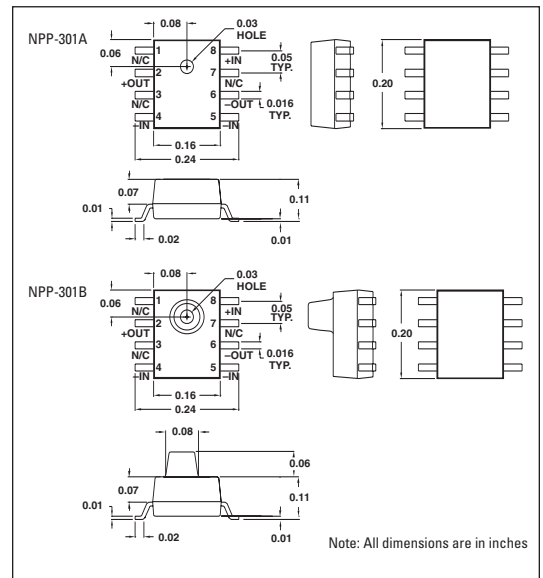 NPP-301A
0.08
0.03
HOLE
0.06
1
8
N/C
+IN
0.05
TYP.
2
7
+OUT
N/C
3
6
N/C
–OUT
0.016
TYP.
4
5
–IN
–IN
0.16
0.24
0.20
0.07
0.11
0.01
0.02
0.01
NPP-301B
0.08
0.03
HOLE
0.06
1
8
N/C
+IN
0.05
TYP.
2
7
+OUT
N/C
3
6
N/C
–OUT
0.016
TYP.
4
5
–IN
–IN
0.16
0.24
0.20
0.08
0.06
0.07
0.11
0.01
0.02
0.01
Note: All dimensions are in inches